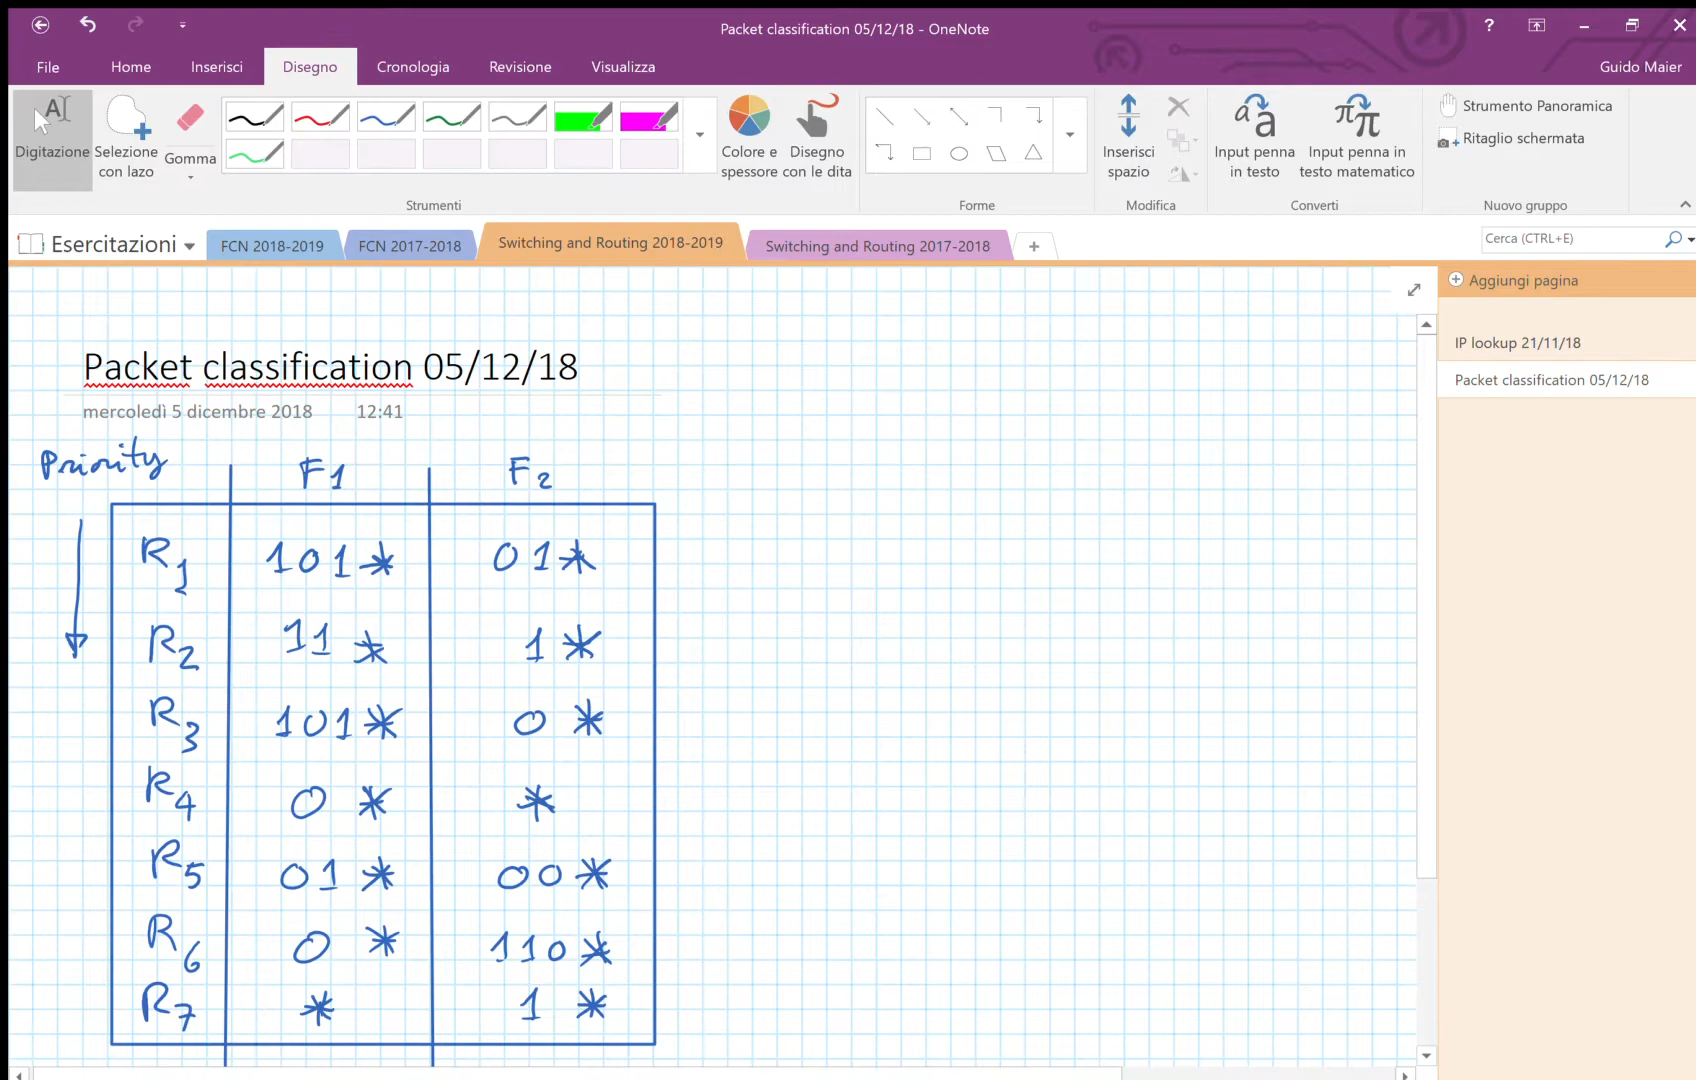 Packet classification 05/12/18 - OneNote
?
File Home Inserisci Disegno Cronologia Revisione Visualizza Guido Maier
Digitazione
Selezione con lazo
Gomma
Colore e spessore
Disegno con le dita
Inserisci spazio
Input penna in testo
Input penna in testo matematico
Strumento Panoramica
Ritaglio schermata
Strumenti Forme Modifica Converti Nuovo gruppo
Esercitazioni FCN 2018-2019 FCN 2017-2018 Switching and Routing 2018-2019 Switching and Routing 2017-2018 + Cerca (CTRL+E)
Aggiungi pagina
IP lookup 21/11/18
Packet classification 05/12/18
Packet classification 05/12/18
mercoledì 5 dicembre 2018 12:41
Priority F1 F2
R1 101* 01*
R2 11* 1*
R3 101* 0*
R4 0* *
R5 01* 00*
R6 0* 110*
R7 * 1*